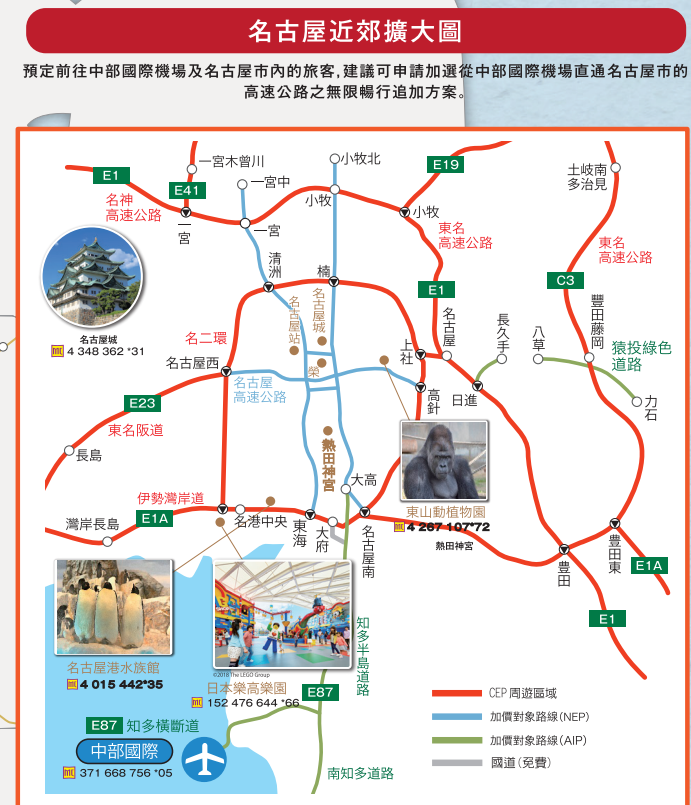 名古屋近郊擴大圖
預定前往中部國際機場及名古屋市內的旅客,建議可申請加選從中部國際機場直通名古屋市的
高速公路之無限暢行追加方案。
一宮木曾川
小牧北
E19
E1
E41
一宮中
土岐南
多治見
名神
高速公路
小牧
小牧
一宮
一宮
東名
高速公路
東名
高速公路
清洲
楠
C3
E1
名古屋城
MC 4 348 362 *31
名古屋站
名古屋城
名古屋
長久手
八草
豐田藤岡
名二環
上社
猿投綠色
道路
名古屋西
榮
名古屋
高速公路
高針
日進
力石
E23
東名阪道
熱田神宮
長島
大高
東山動植物園
MC 4 267 107*72
熱田神宮
伊勢灣岸道
E1A
灣岸長島
名港中央
東海
大府
名古屋南
豊田
豊田東
E1A
E1
©2018 The LEGO Group
名古屋港水族館
MC 4 015 442*35
日本樂高樂園
MC 152 476 644 *66
知多半島道路
E87
E87 知多橫斷道
中部國際
MC 371 668 756 *05
南知多道路
CEP 周遊區域
加價對象路線(NEP)
加價對象路線(AIP)
國道(免費)